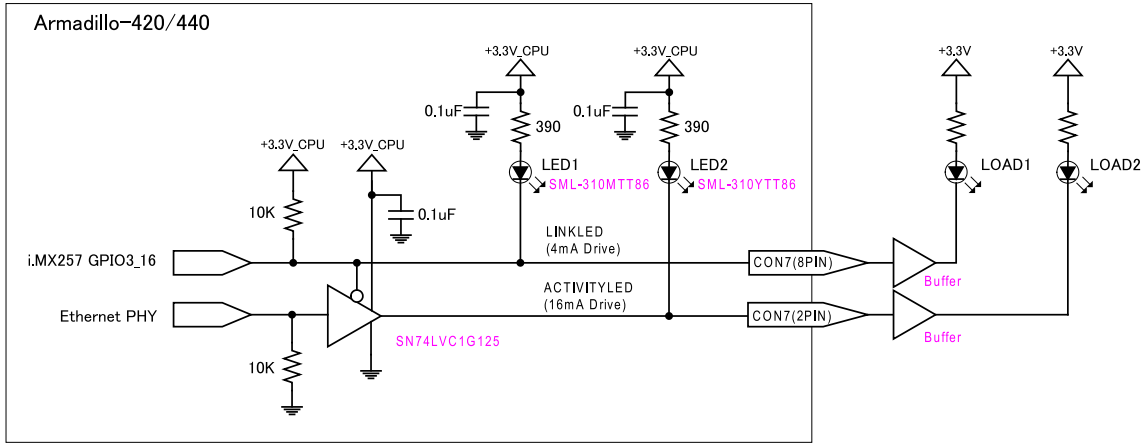 Armadillo-420/440
+3.3V_CPU
+3.3V_CPU
+3.3V
+3.3V
0.1uF
390
0.1uF
390
+3.3V_CPU
+3.3V_CPU
LED1
SML-310MTT86
LED2
SML-310YTT86
LOAD1
LOAD2
10K
0.1uF
LINKLED
(4mA Drive)
i.MX257 GPIO3_16
CON7(8PIN)
Buffer
ACTIVITYLED
(16mA Drive)
Ethernet PHY
CON7(2PIN)
Buffer
SN74LVC1G125
10K